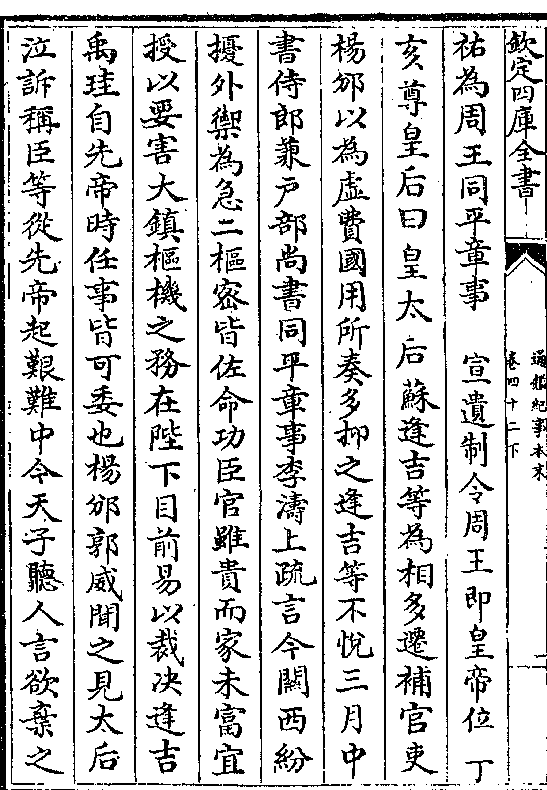 欽定四庫全書
通鑑紀事本末
卷四十二下
二
祐為周王同平章事　宣遺制令周王即皇帝位　丁
亥尊皇后曰皇太后蘇逢吉等為相多遷補官吏
楊邠以為虛費國用所奏多抑之逢吉等不悅三月中
書侍郎兼戶部尚書同平章事李濤上疏言今關西紛
擾外禦為急二樞密皆佐命功臣官雖貴而家未富宜
授以要害大鎮樞機之務在陛下目前易以裁決逢吉
禹珪自先帝時任事皆可委也楊邠郭威聞之見太后
泣訴稱臣等從先帝起艱難中今天子聽人言欲棄之